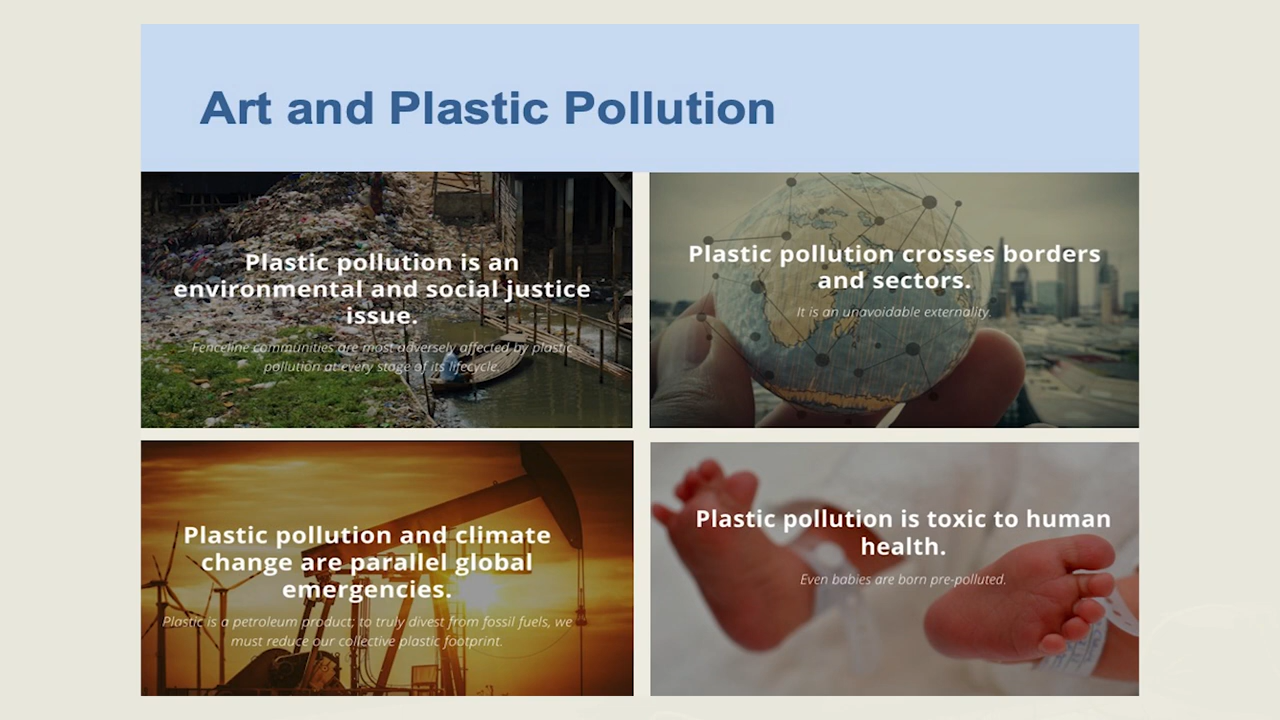 Art and Plastic Pollution
Plastic pollution is an
environmental and social justice
issue.
Fenceline communities are most adversely affected by plastic
pollution at every stage of its lifecycle.
Plastic pollution crosses borders
and sectors.
It is an unavoidable externality.
Plastic pollution and climate
change are parallel global
emergencies.
Plastic is a petroleum product; to truly divest from fossil fuels, we
must reduce our collective plastic footprint.
Plastic pollution is toxic to human
health.
Even babies are born pre-polluted.